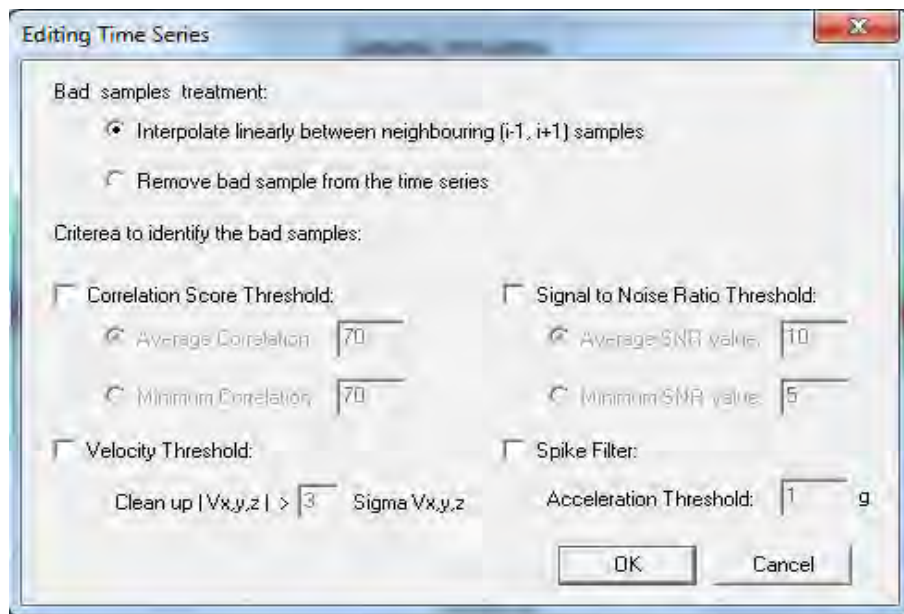 Editing Time Series
Bad samples treatment:
Interpolate linearly between neighbouring (i-1, i+1) samples
Remove bad sample from the time series
Criterea to identify the bad samples:
Correlation Score Threshold:
Average Correlation 70
Minimum Correlation 70
Signal to Noise Ratio Threshold:
Average SNR value: 10
Minimum SNR value: 5
Velocity Threshold:
Clean up | Vx,y,z | > 3 Sigma Vx,y,z
Spike Filter:
Acceleration Threshold: 1 g
OK
Cancel